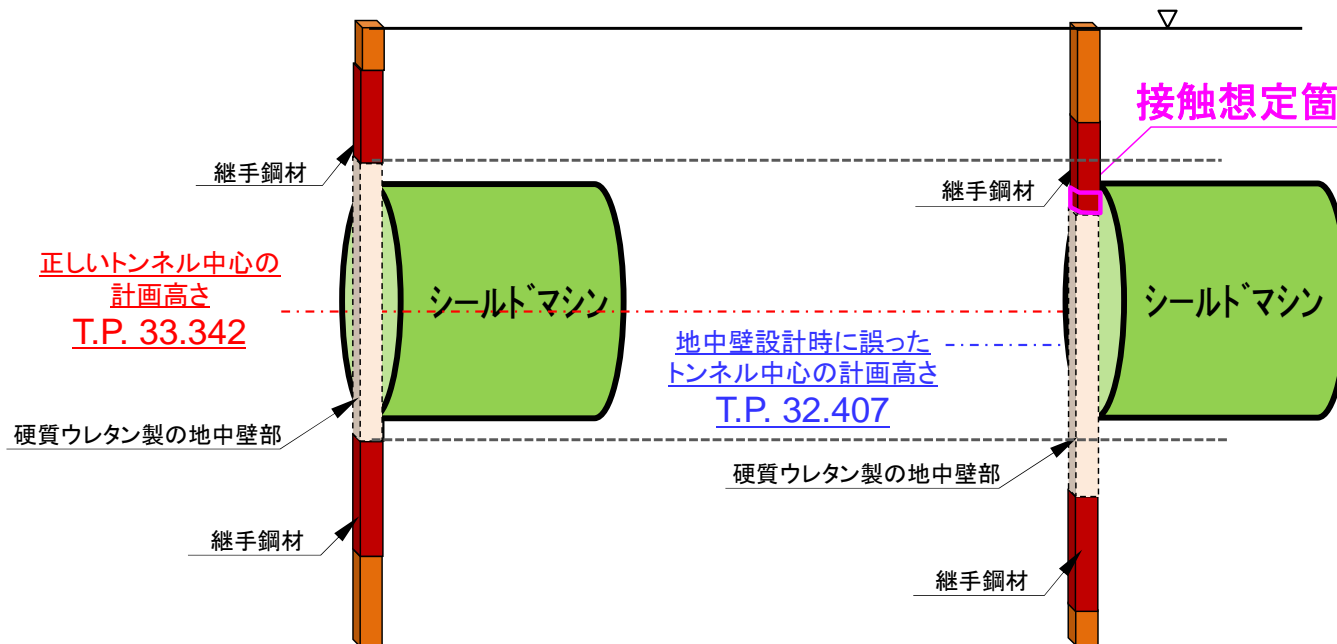 接触想定箇
継手鋼材
継手鋼材
正しいトンネル中心の
計画高さ
T.P. 33.342
シールドマシン
シールドマシン
地中壁設計時に誤った
トンネル中心の計画高さ
T.P. 32.407
硬質ウレタン製の地中壁部
硬質ウレタン製の地中壁部
継手鋼材
継手鋼材